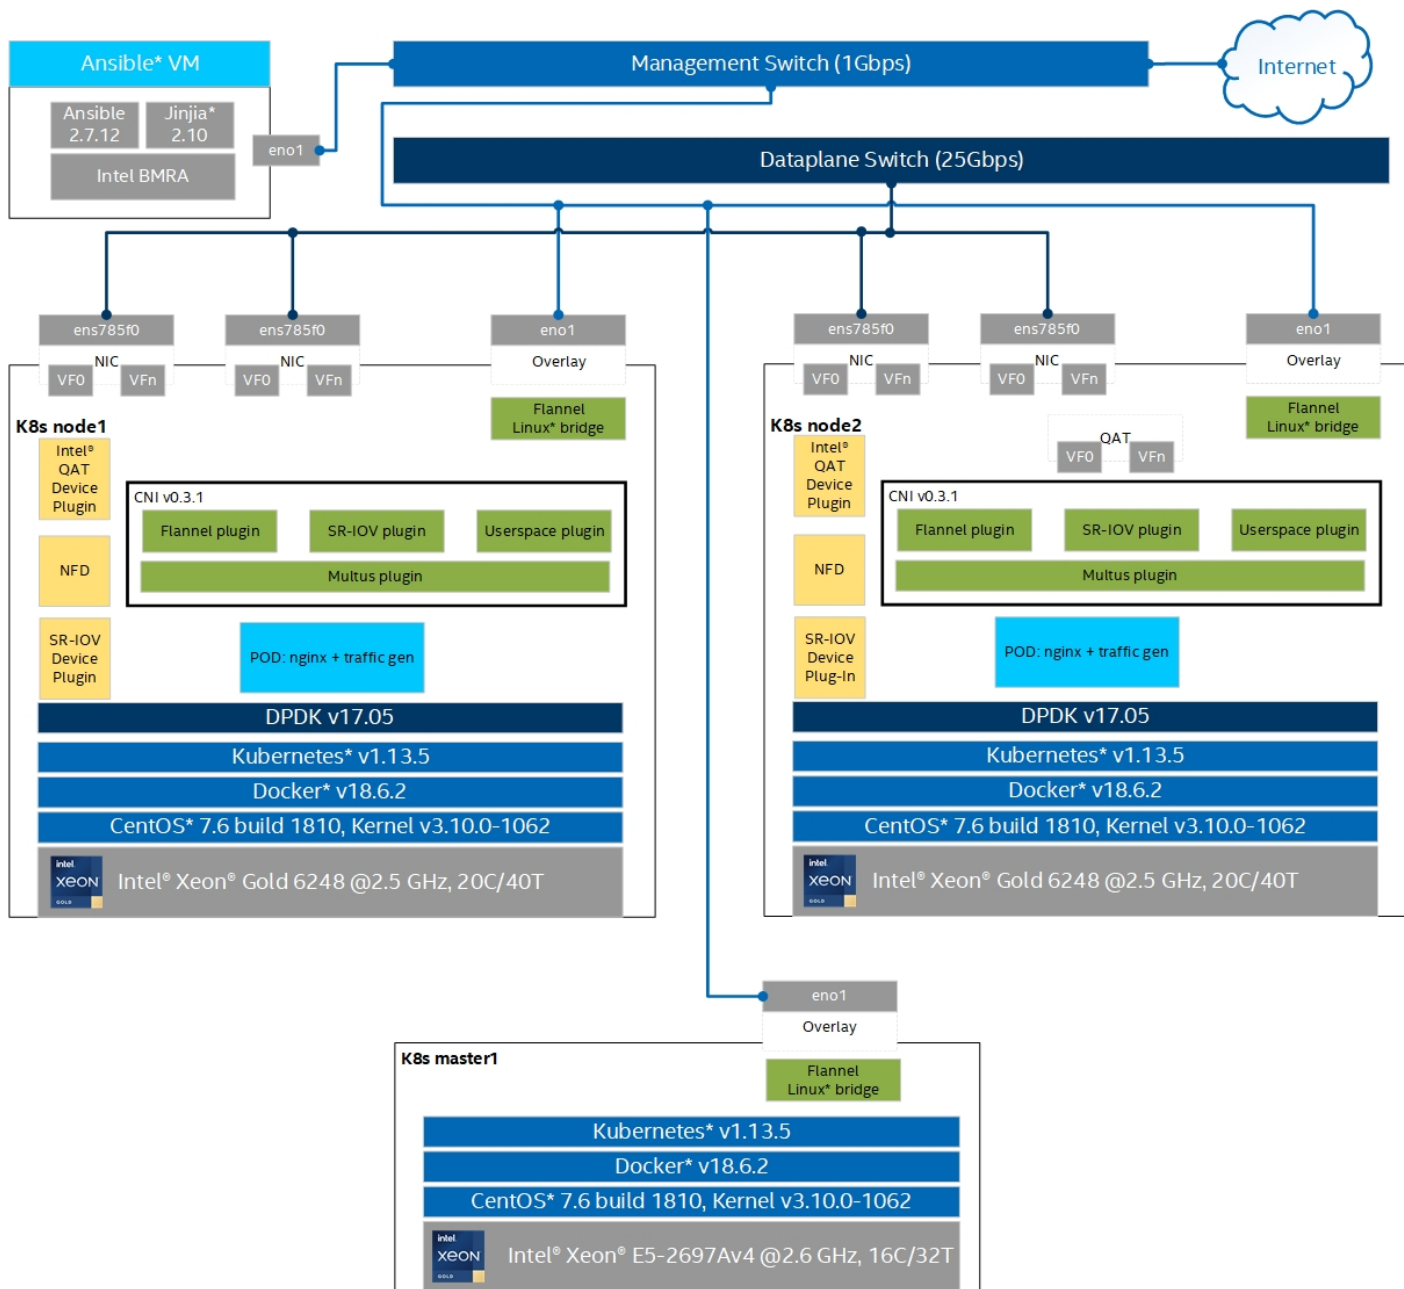 Ansible* VM
Ansible
2.7.12
Jinjia*
2.10
Intel BMRA
eno1
Management Switch (1Gbps)
Internet
Dataplane Switch (25Gbps)
ens785f0
NIC
VF0
VFn
ens785f0
NIC
VF0
VFn
eno1
Overlay
Flannel
Linux* bridge
K8s node1
Intel®
QAT
Device
Plugin
NFD
SR-IOV
Device
Plugin
CNI v0.3.1
Flannel plugin
SR-IOV plugin
Userspace plugin
Multus plugin
POD: nginx + traffic gen
DPDK v17.05
Kubernetes* v1.13.5
Docker* v18.6.2
CentOS* 7.6 build 1810, Kernel v3.10.0-1062
intel
XEON
GOLD
Intel® Xeon® Gold 6248 @2.5 GHz, 20C/40T
ens785f0
NIC
VF0
VFn
ens785f0
NIC
VF0
VFn
eno1
Overlay
Flannel
Linux* bridge
K8s node2
QAT
VF0
VFn
Intel®
QAT
Device
Plugin
NFD
SR-IOV
Device
Plug-In
CNI v0.3.1
Flannel plugin
SR-IOV plugin
Userspace plugin
Multus plugin
POD: nginx + traffic gen
DPDK v17.05
Kubernetes* v1.13.5
Docker* v18.6.2
CentOS* 7.6 build 1810, Kernel v3.10.0-1062
intel
XEON
GOLD
Intel® Xeon® Gold 6248 @2.5 GHz, 20C/40T
eno1
Overlay
K8s master1
Flannel
Linux* bridge
Kubernetes* v1.13.5
Docker* v18.6.2
CentOS* 7.6 build 1810, Kernel v3.10.0-1062
intel
XEON
GOLD
Intel® Xeon® E5-2697Av4 @2.6 GHz, 16C/32T